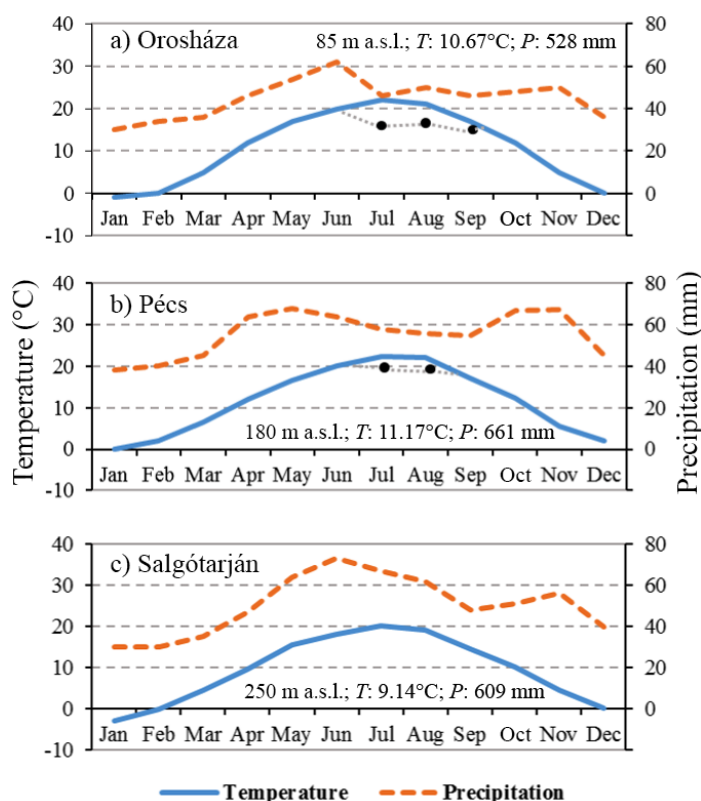 a) Orosháza
85 m a.s.l.; T: 10.67°C; P: 528 mm
40
30
20
10
0
-10
80
60
40
20
0
Jan Feb Mar Apr May Jun Jul Aug Sep Oct Nov Dec
Temperature (°C)
Precipitation (mm)
b) Pécs
180 m a.s.l.; T: 11.17°C; P: 661 mm
40
30
20
10
0
-10
80
60
40
20
0
Jan Feb Mar Apr May Jun Jul Aug Sep Oct Nov Dec
c) Salgótarján
250 m a.s.l.; T: 9.14°C; P: 609 mm
40
30
20
10
0
-10
80
60
40
20
0
Jan Feb Mar Apr May Jun Jul Aug Sep Oct Nov Dec
Temperature Precipitation